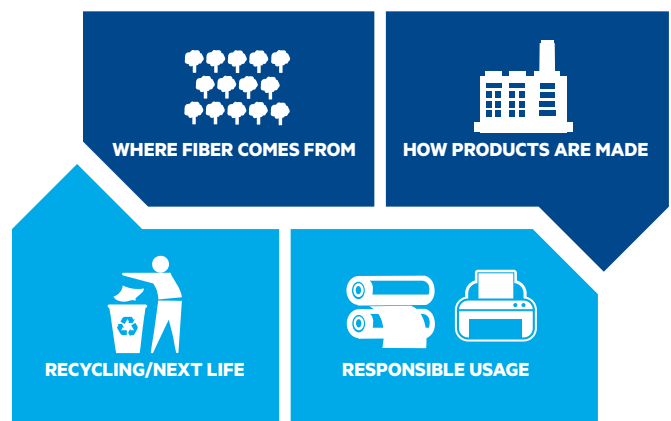 WHERE FIBER COMES FROM
HOW PRODUCTS ARE MADE
RECYCLING/NEXT LIFE
RESPONSIBLE USAGE